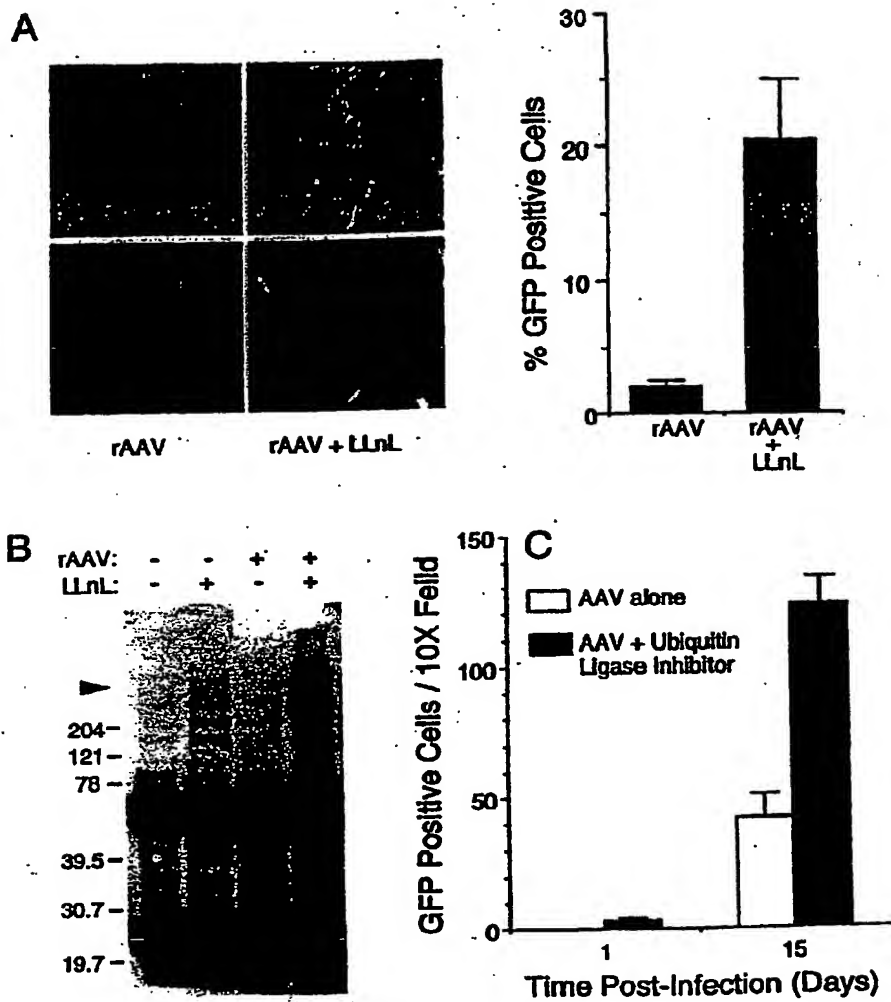 A
30
20
10
0
% GFP Positive Cells
rAAV
rAAV + LLnL
rAAV
rAAV
+
LLnL
B
rAAV: - - + +
LLnL: - + - +
204
121
78
39.5
30.7
19.7
C
150
100
50
0
GFP Positive Cells / 10X Feild
AAV alone
AAV + Ubiquitin
Ligase Inhibitor
1
15
Time Post-Infection (Days)